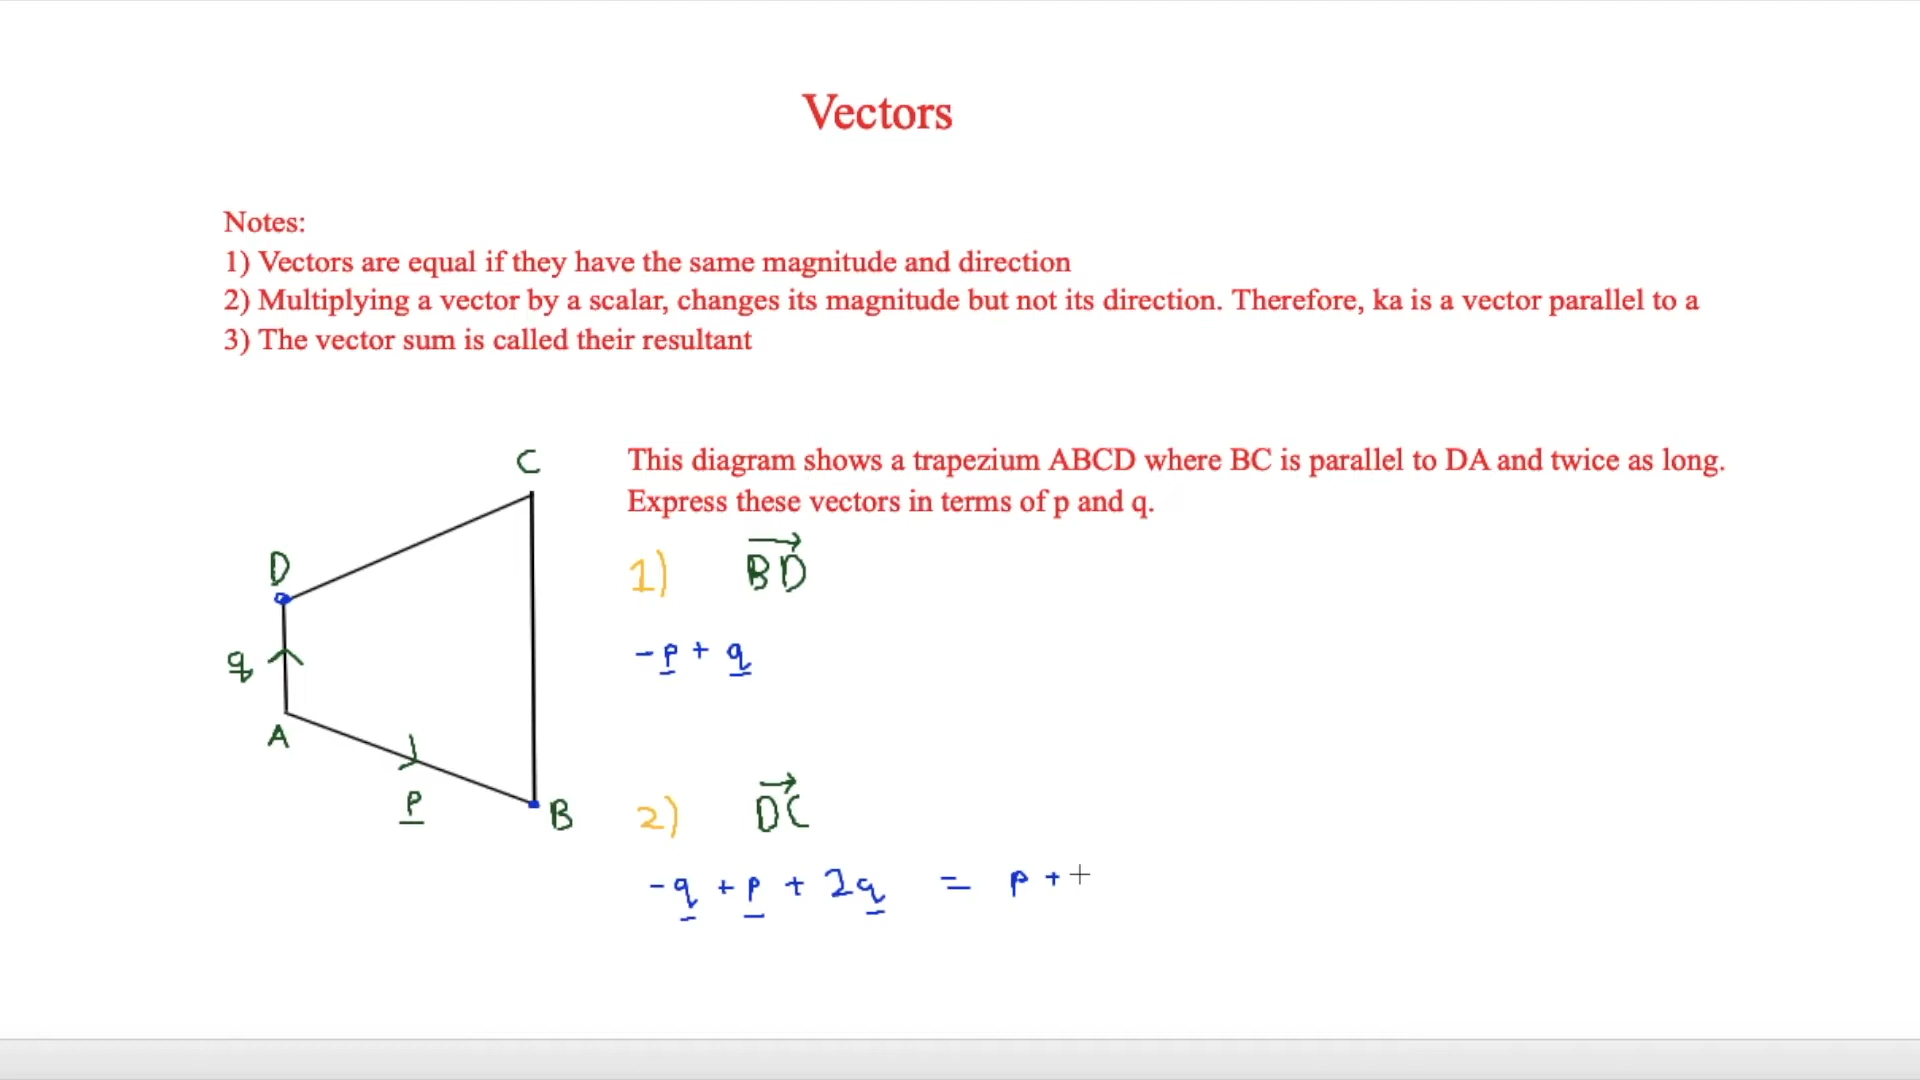 Vectors
Notes:
1) Vectors are equal if they have the same magnitude and direction
2) Multiplying a vector by a scalar, changes its magnitude but not its direction. Therefore, ka is a vector parallel to a
3) The vector sum is called their resultant
This diagram shows a trapezium ABCD where BC is parallel to DA and twice as long.
Express these vectors in terms of p and q.
C
D
q
A
p
B
1) BD
-p + q
2) DC
-q + p + 2q = p +